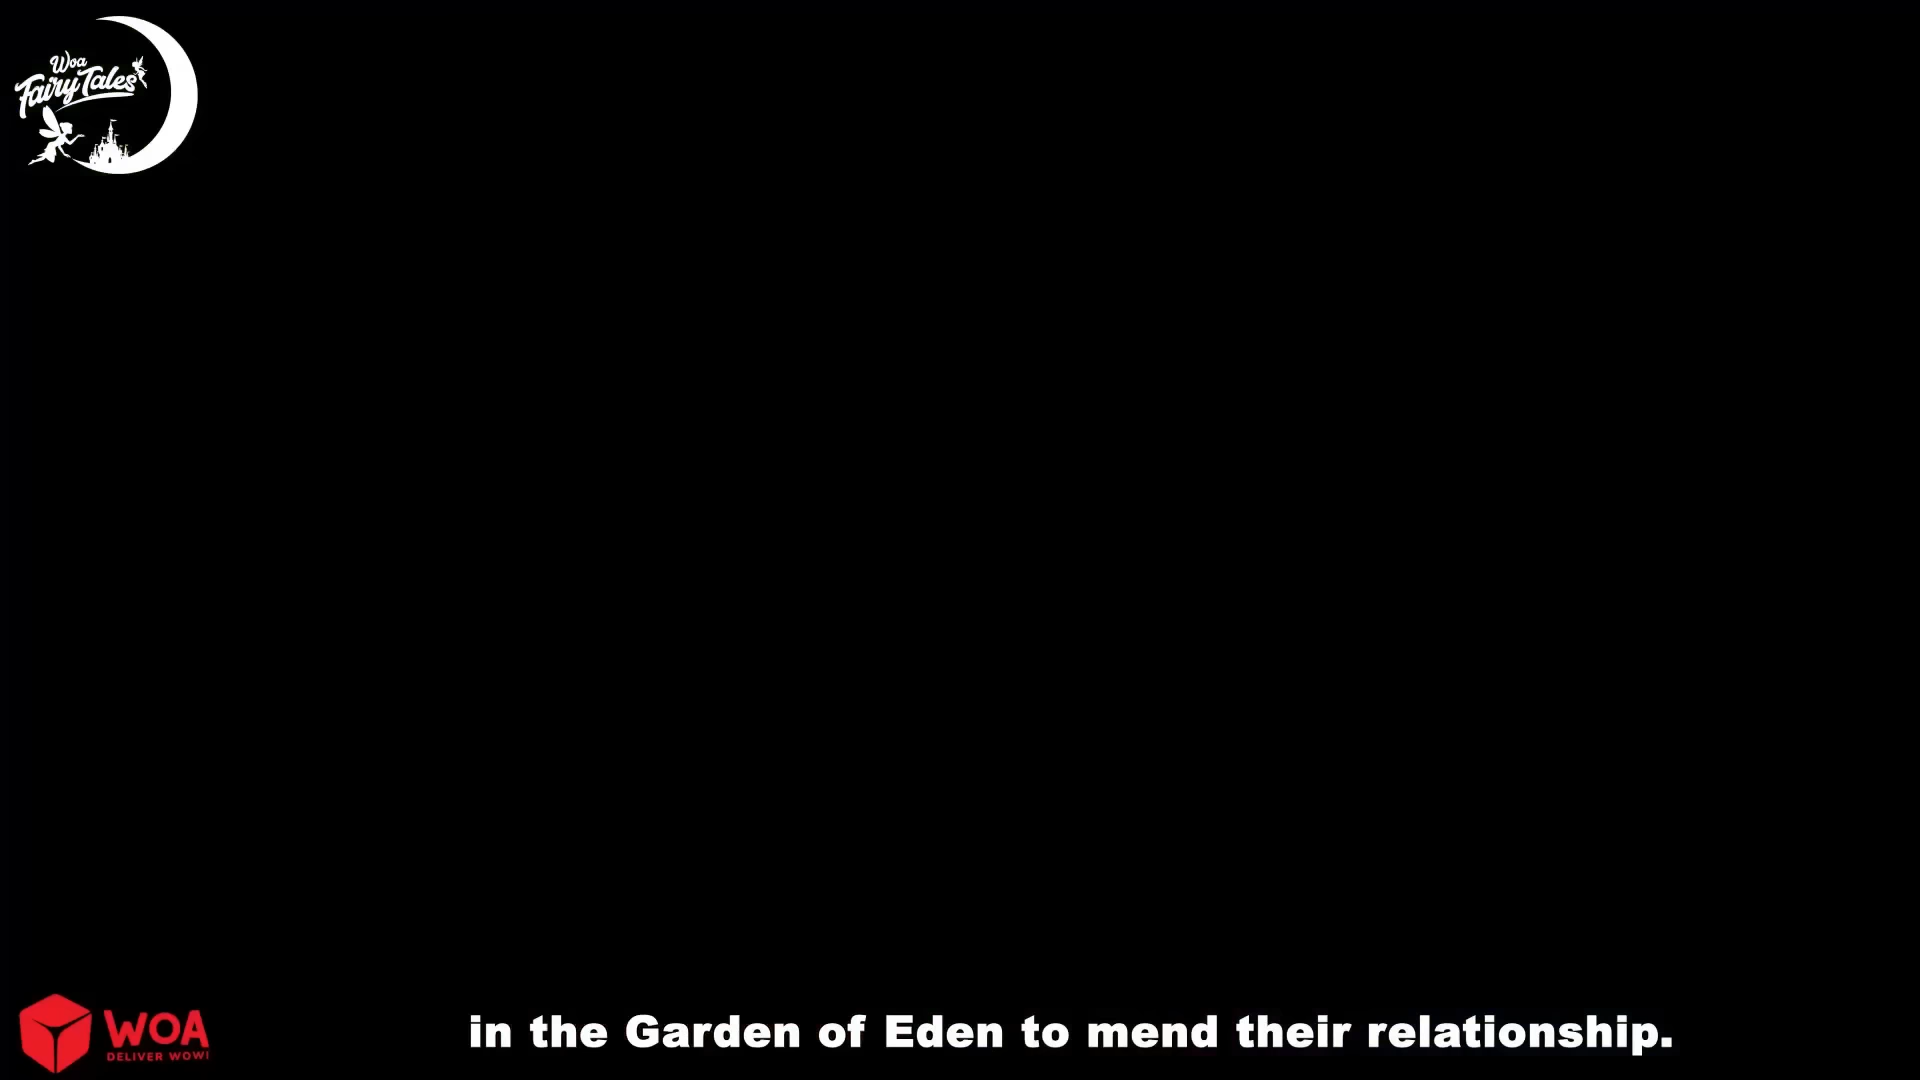 Woa
Fairy Tales
WOA
DELIVER WOW!
in the Garden of Eden to mend their relationship.